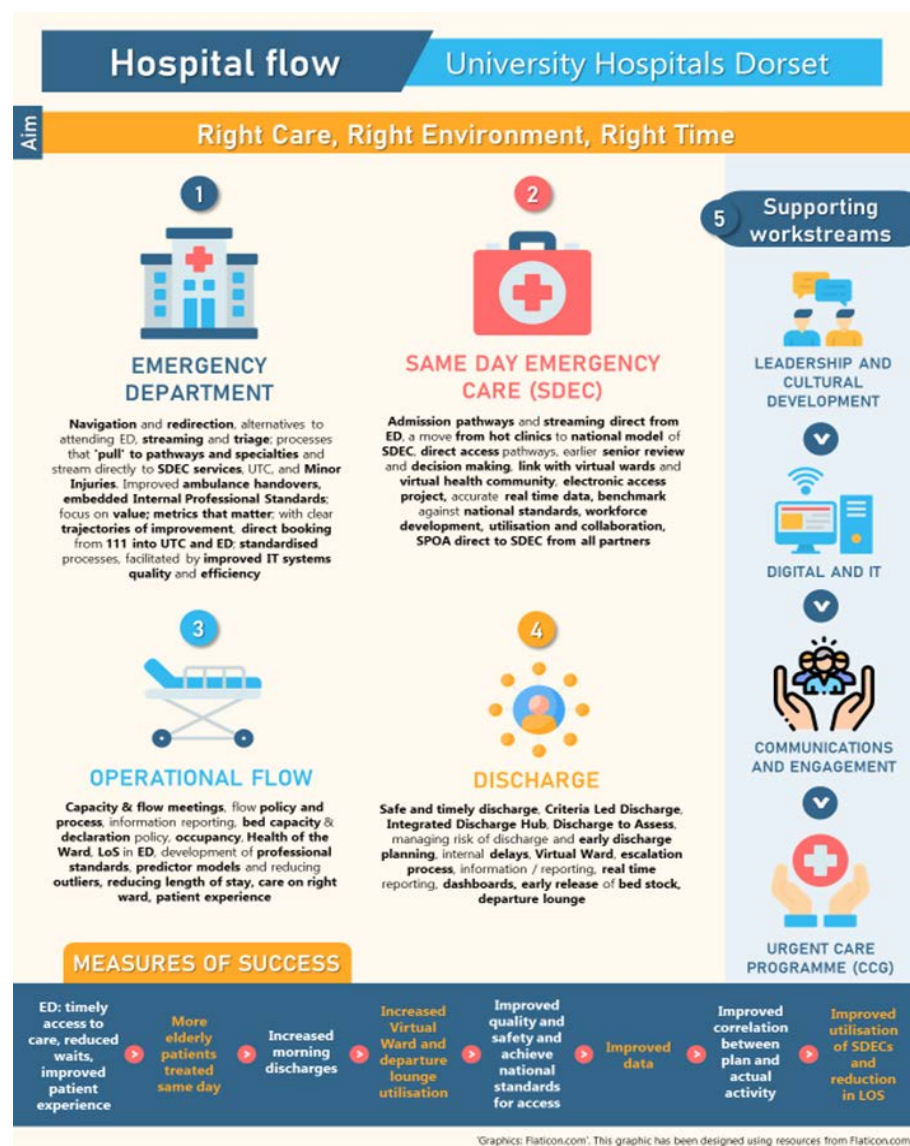 Hospital flow
University Hospitals Dorset
Aim
Right Care, Right Environment, Right Time
1
EMERGENCY
DEPARTMENT
Navigation and redirection, alternatives to
attending ED, streaming and triage; processes
that 'pull' to pathways and specialties and
stream directly to SDEC services, UTC, and Minor
Injuries. Improved ambulance handovers,
embedded Internal Professional Standards;
focus on value; metrics that matter; with clear
trajectories of improvement, direct booking
from 111 into UTC and ED; standardised
processes, facilitated by improved IT systems
quality and efficiency
2
SAME DAY EMERGENCY
CARE (SDEC)
Admission pathways and streaming direct from
ED, a move from hot clinics to national model of
SDEC, direct access pathways, earlier senior review
and decision making, link with virtual wards and
virtual health community, electronic access
project, accurate real time data, benchmark
against national standards, workforce
development, utilisation and collaboration,
SPOA direct to SDEC from all partners
3
OPERATIONAL FLOW
Capacity & flow meetings, flow policy and
process, information reporting, bed capacity &
declaration policy, occupancy, Health of the
Ward, LoS in ED, development of professional
standards, predictor models and reducing
outliers, reducing length of stay, care on right
ward, patient experience
4
DISCHARGE
Safe and timely discharge, Criteria Led Discharge,
Integrated Discharge Hub, Discharge to Assess,
managing risk of discharge and early discharge
planning, internal delays, Virtual Ward, escalation
process, information / reporting, real time
reporting, dashboards, early release of bed stock,
departure lounge
5
Supporting
workstreams
LEADERSHIP AND
CULTURAL
DEVELOPMENT
DIGITAL AND IT
COMMUNICATIONS
AND ENGAGEMENT
URGENT CARE
PROGRAMME (CCG)
MEASURES OF SUCCESS
ED: timely
access to
care, reduced
waits,
improved
patient
experience
More
elderly
patients
treated
same day
Increased
morning
discharges
Increased
Virtual
Ward and
departure
lounge
utilisation
Improved
quality and
safety and
achieve
national
standards
for access
Improved
data
Improved
correlation
between
plan and
actual
activity
Improved
utilisation
of SDECs
and
reduction
in LOS
'Graphics: Flaticon.com'. This graphic has been designed using resources from Flaticon.com